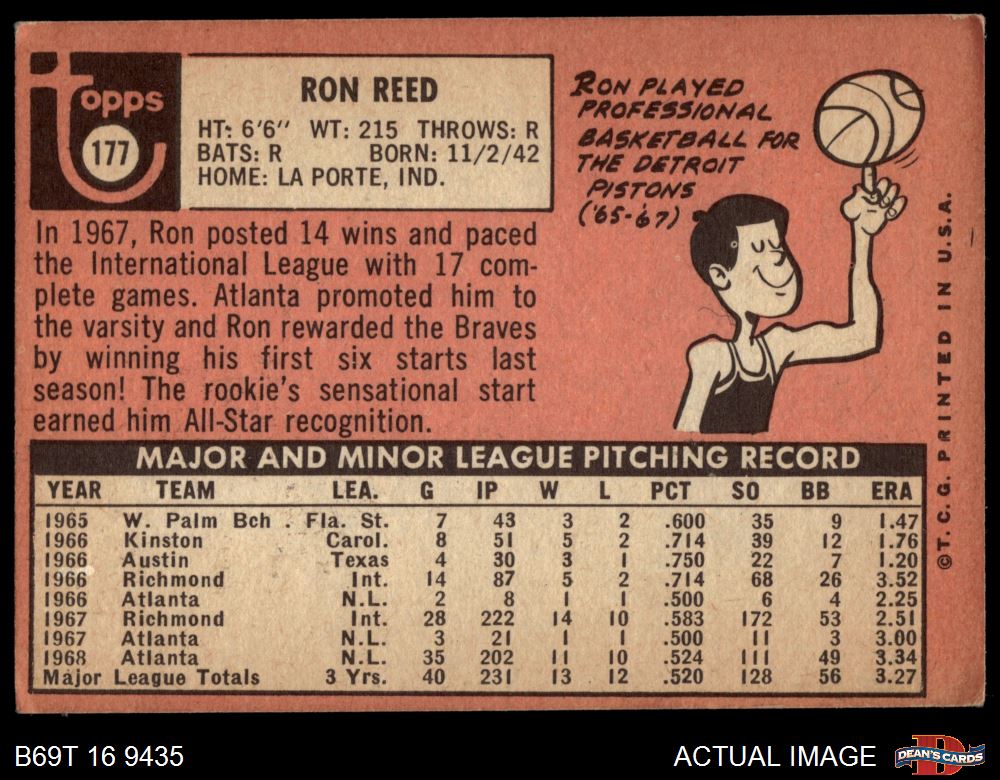 topps
177
RON REED
HT: 6'6" WT: 215 THROWS: R
BATS: R BORN: 11/2/42
HOME: LA PORTE, IND.
RON PLAYED
PROFESSIONAL
BASKETBALL FOR
THE DETROIT
PISTONS
('65-67)
In 1967, Ron posted 14 wins and paced
the International League with 17 com-
plete games. Atlanta promoted him to
the varsity and Ron rewarded the Braves
by winning his first six starts last
season! The rookie's sensational start
earned him All-Star recognition.
MAJOR AND MINOR LEAGUE PITCHING RECORD
YEAR TEAM LEA. G IP W L PCT SO BB ERA
1965 W. Palm Bch . Fla. St. 7 43 3 2 .600 35 9 1.47
1966 Kinston Carol. 8 51 5 2 .714 39 12 1.76
1966 Austin Texas 4 30 3 1 .750 22 7 1.20
1966 Richmond Int. 14 87 5 2 .714 68 26 3.52
1966 Atlanta N.L. 2 8 1 1 .500 6 4 2.25
1967 Richmond Int. 28 222 14 10 .583 172 53 2.51
1967 Atlanta N.L. 3 21 1 1 .500 11 3 3.00
1968 Atlanta N.L. 35 202 11 10 .524 111 49 3.34
Major League Totals 3 Yrs. 40 231 13 12 .520 128 56 3.27
©T. C. G. PRINTED IN U.S.A.
B69T 16 9435
ACTUAL IMAGE
D
DEAN'S CARDS